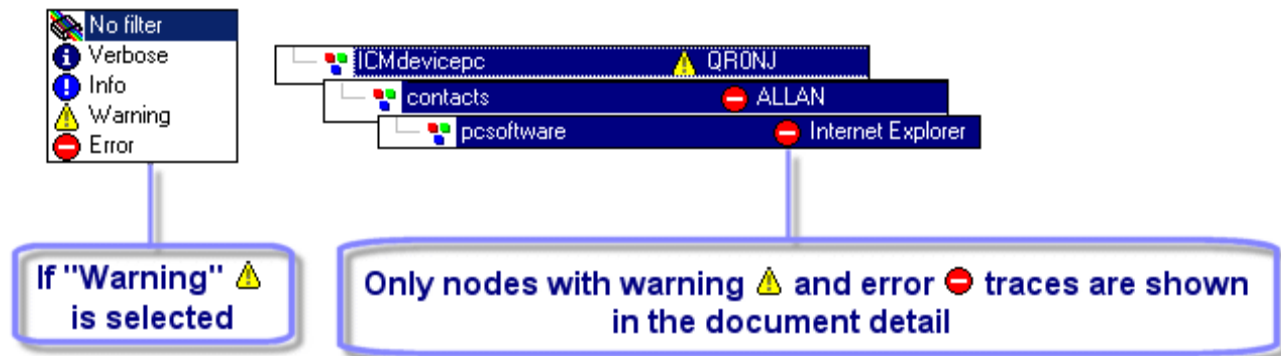 No filter
Verbose
Info
Warning
Error
ICMdevicepc QR0NJ
contacts ALLAN
pcsoftware Internet Explorer
If "Warning"
is selected
Only nodes with warning and error traces are shown
in the document detail